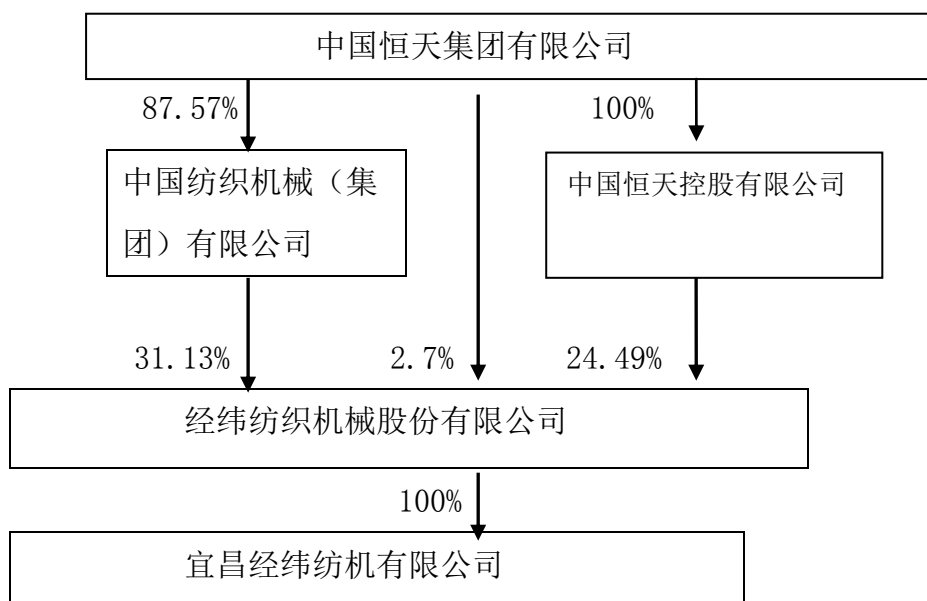 中国恒天集团有限公司
87.57%
100%
中国纺织机械（集
团）有限公司
中国恒天控股有限公司
31.13%
2.7%
24.49%
经纬纺织机械股份有限公司
100%
宜昌经纬纺机有限公司